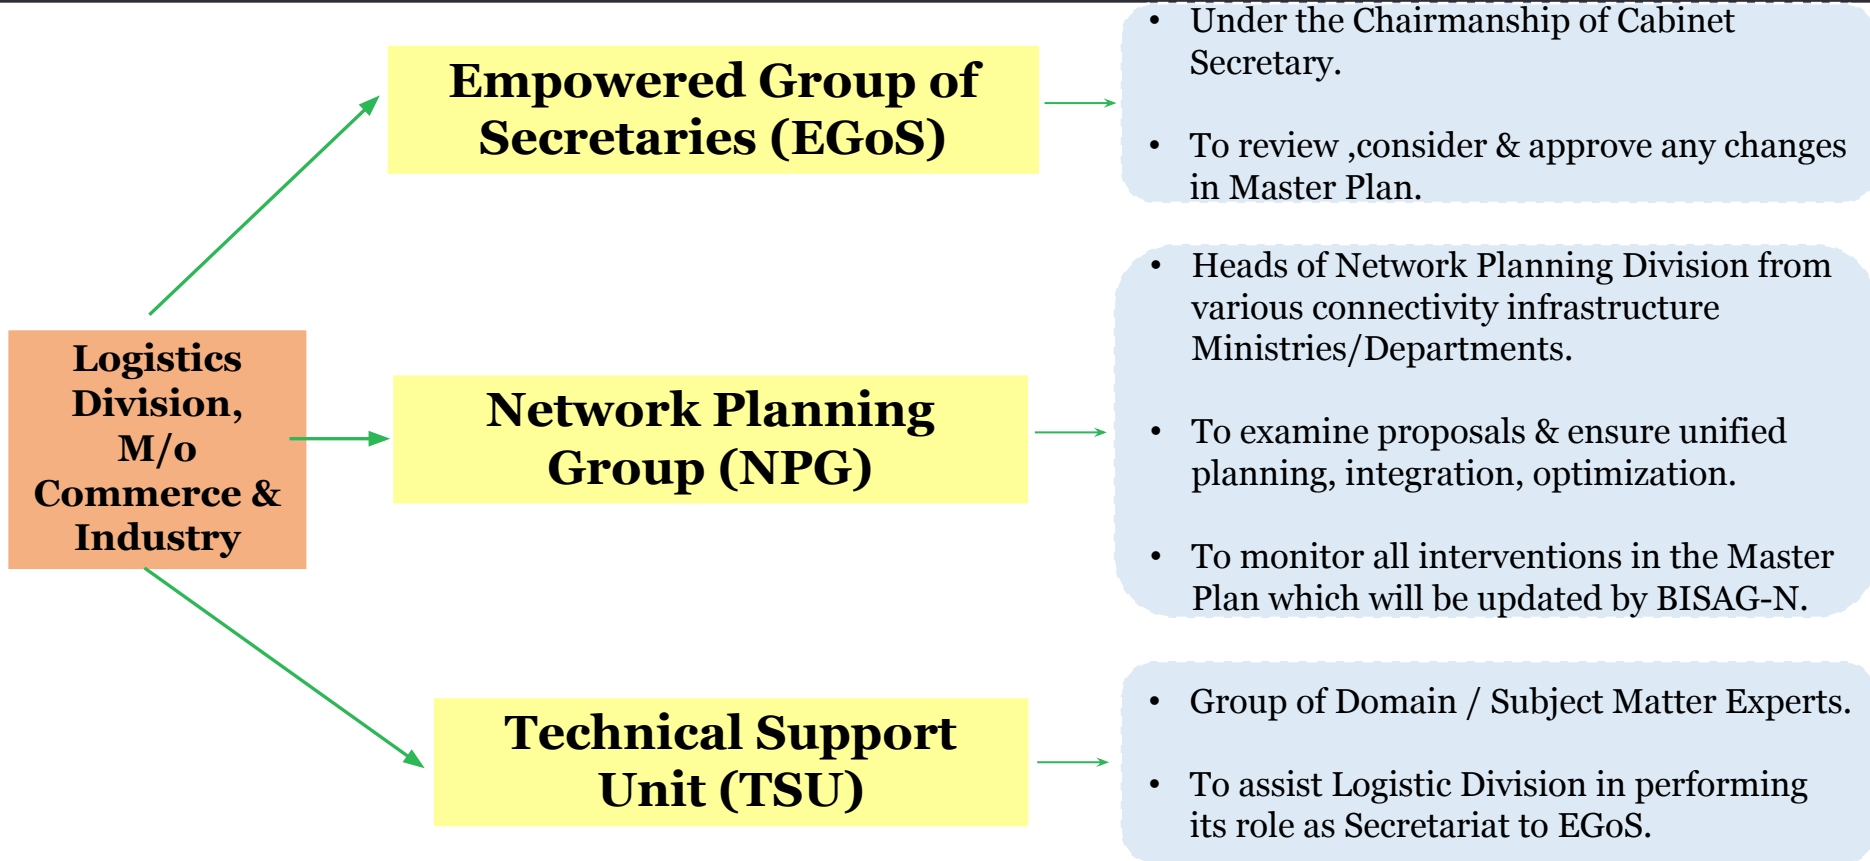 Logistics
Division,
M/o
Commerce &
Industry
Empowered Group of
Secretaries (EGoS)
• Under the Chairmanship of Cabinet
Secretary.
• To review ,consider & approve any changes
in Master Plan.
Network Planning
Group (NPG)
• Heads of Network Planning Division from
various connectivity infrastructure
Ministries/Departments.
• To examine proposals & ensure unified
planning, integration, optimization.
• To monitor all interventions in the Master
Plan which will be updated by BISAG-N.
Technical Support
Unit (TSU)
• Group of Domain / Subject Matter Experts.
• To assist Logistic Division in performing
its role as Secretariat to EGoS.